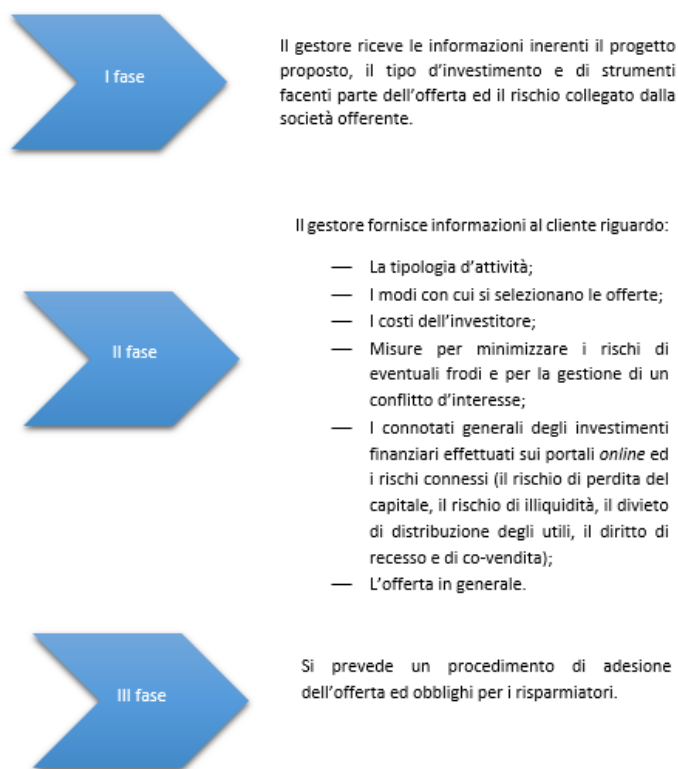 I fase
Il gestore riceve le informazioni inerenti il progetto
proposto, il tipo d'investimento e di strumenti
facenti parte dell'offerta ed il rischio collegato dalla
società offerente.
Il gestore fornisce informazioni al cliente riguardo:
II fase
— La tipologia d'attività;
— I modi con cui si selezionano le offerte;
— I costi dell'investitore;
— Misure per minimizzare i rischi di
eventuali frodi e per la gestione di un
conflitto d'interesse;
— I connotati generali degli investimenti
finanziari effettuati sui portali online ed
i rischi connessi (il rischio di perdita del
capitale, il rischio di illiquidità, il divieto
di distribuzione degli utili, il diritto di
recesso e di co-vendita);
— L'offerta in generale.
III fase
Si prevede un procedimento di adesione
dell'offerta ed obblighi per i risparmiatori.